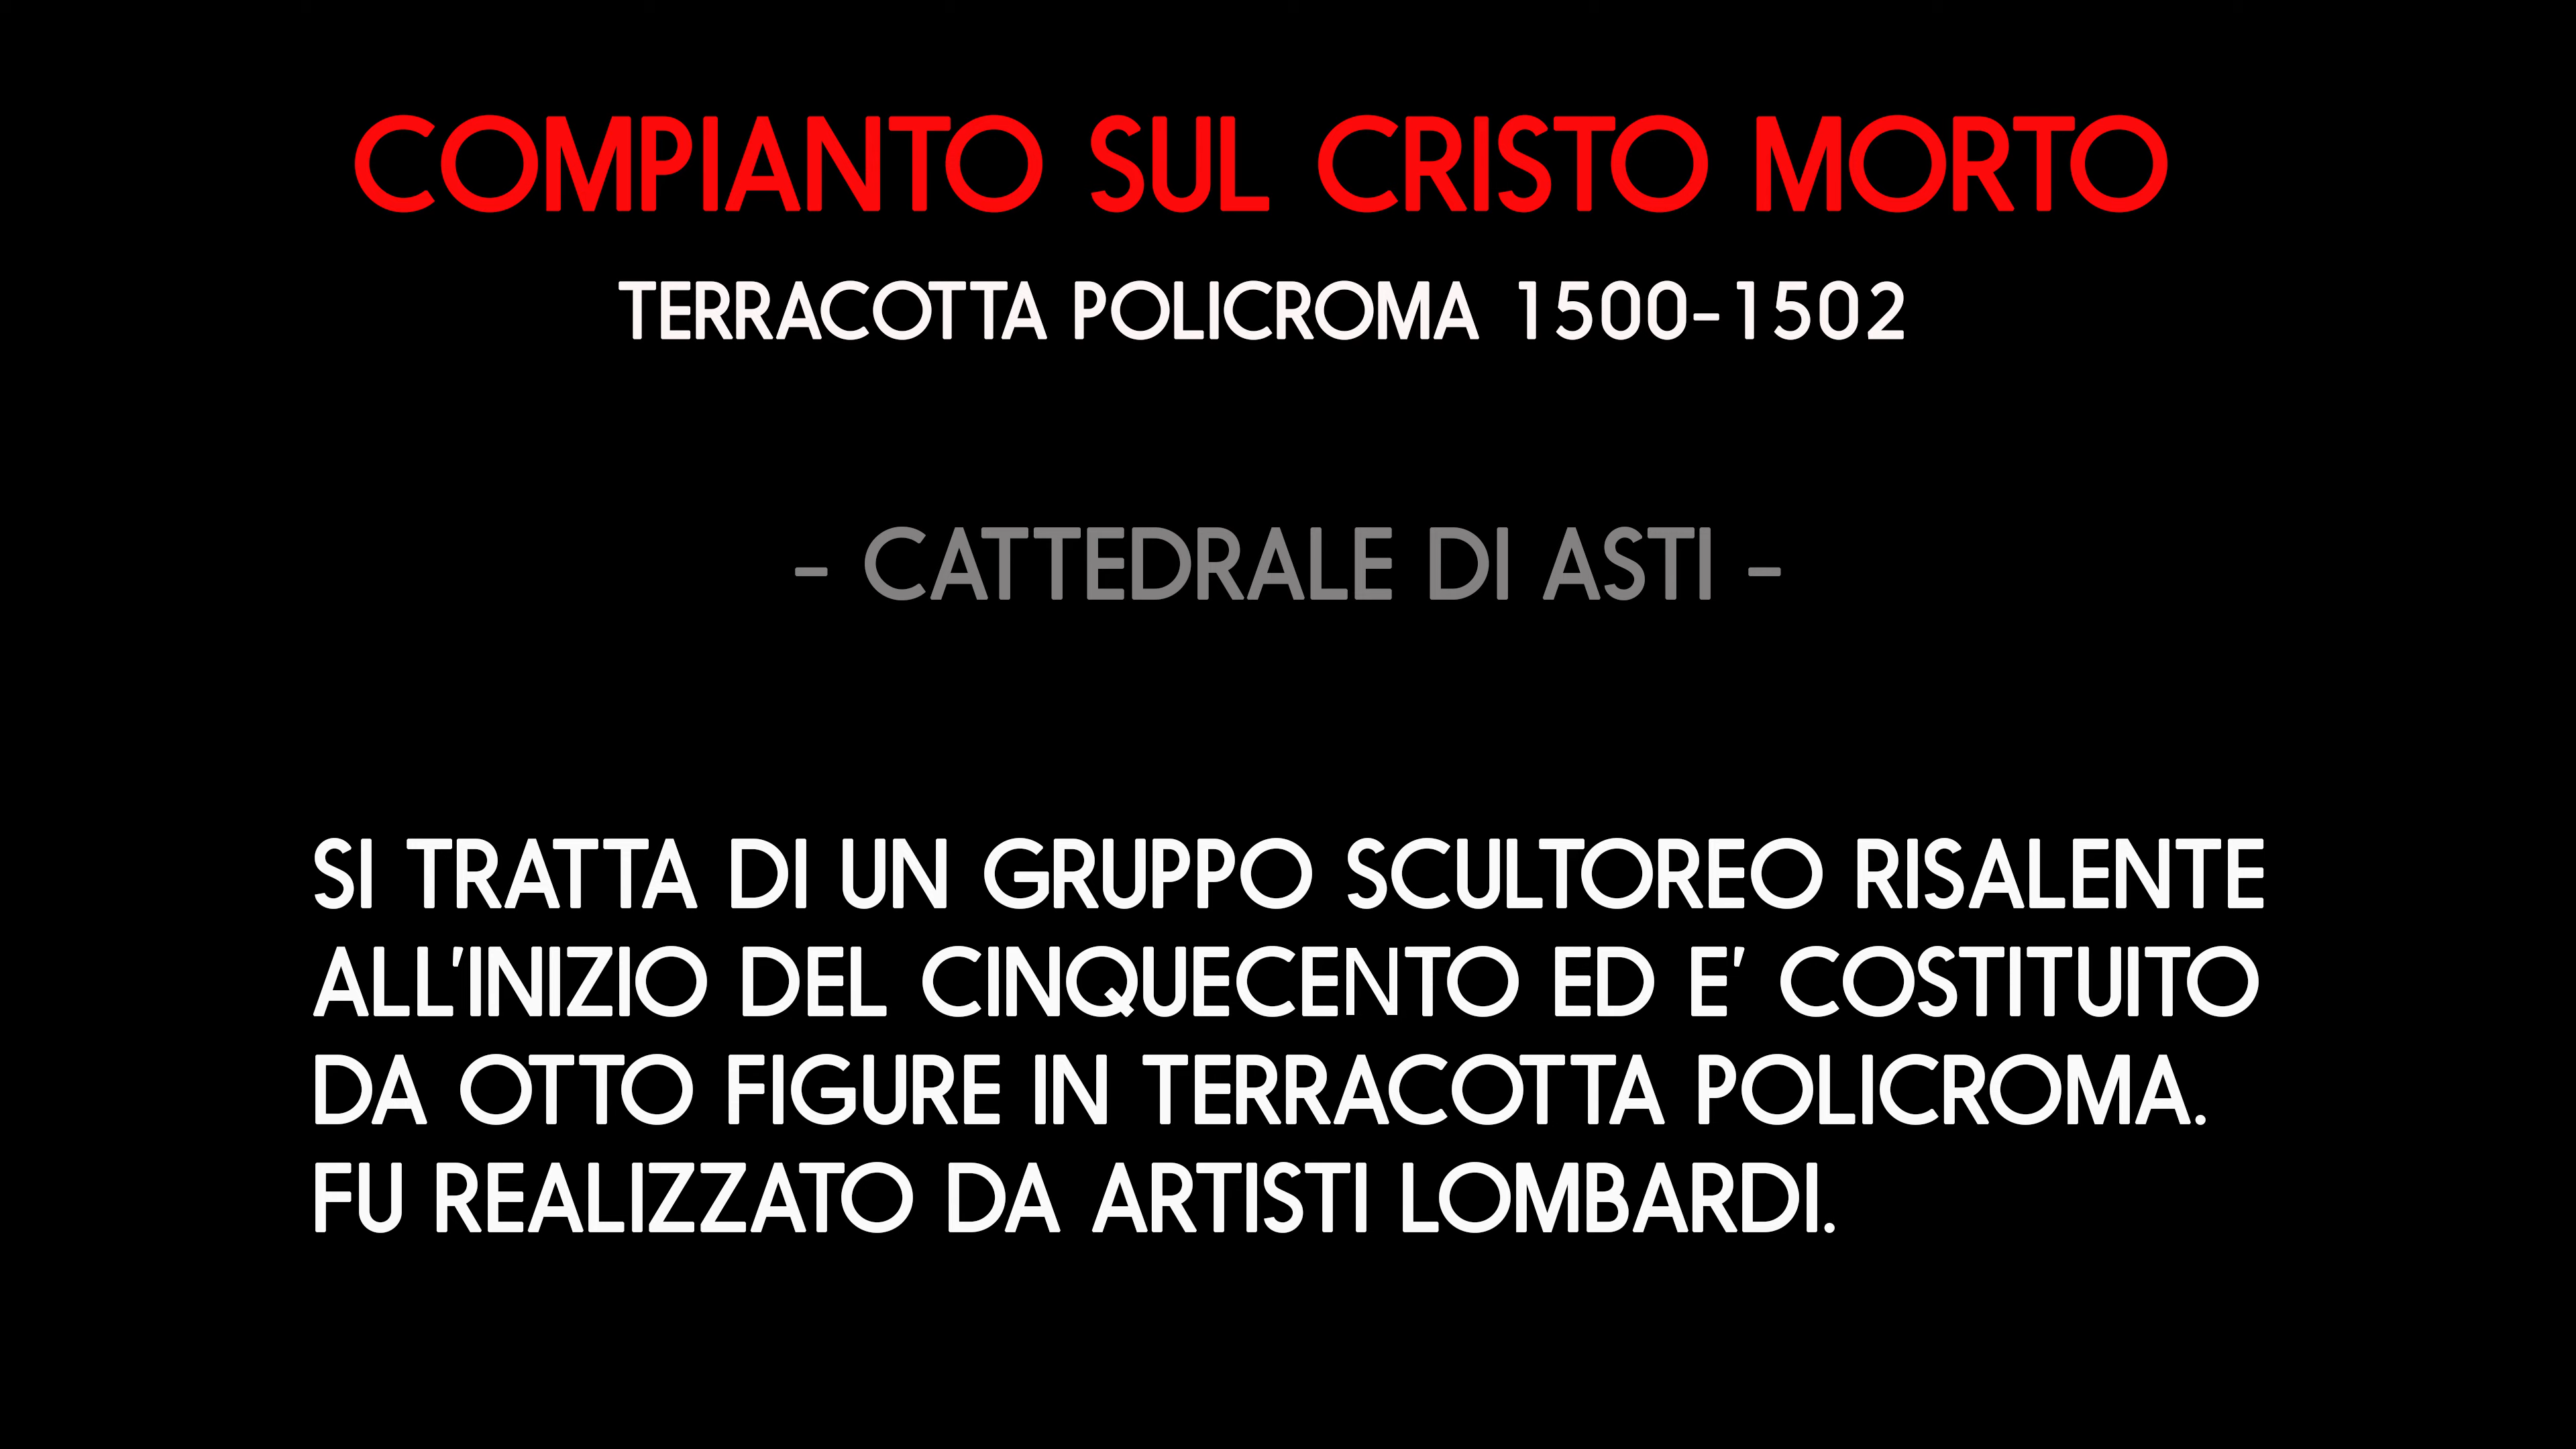 COMPIANTO SUL CRISTO MORTO
TERRACOTTA POLICROMA 1500-1502
- CATTEDRALE DI ASTI -
SI TRATTA DI UN GRUPPO SCULTOREO RISALENTE
ALL'INIZIO DEL CINQUECENTO ED E' COSTITUITO
DA OTTO FIGURE IN TERRACOTTA POLICROMA.
FU REALIZZATO DA ARTISTI LOMBARDI.